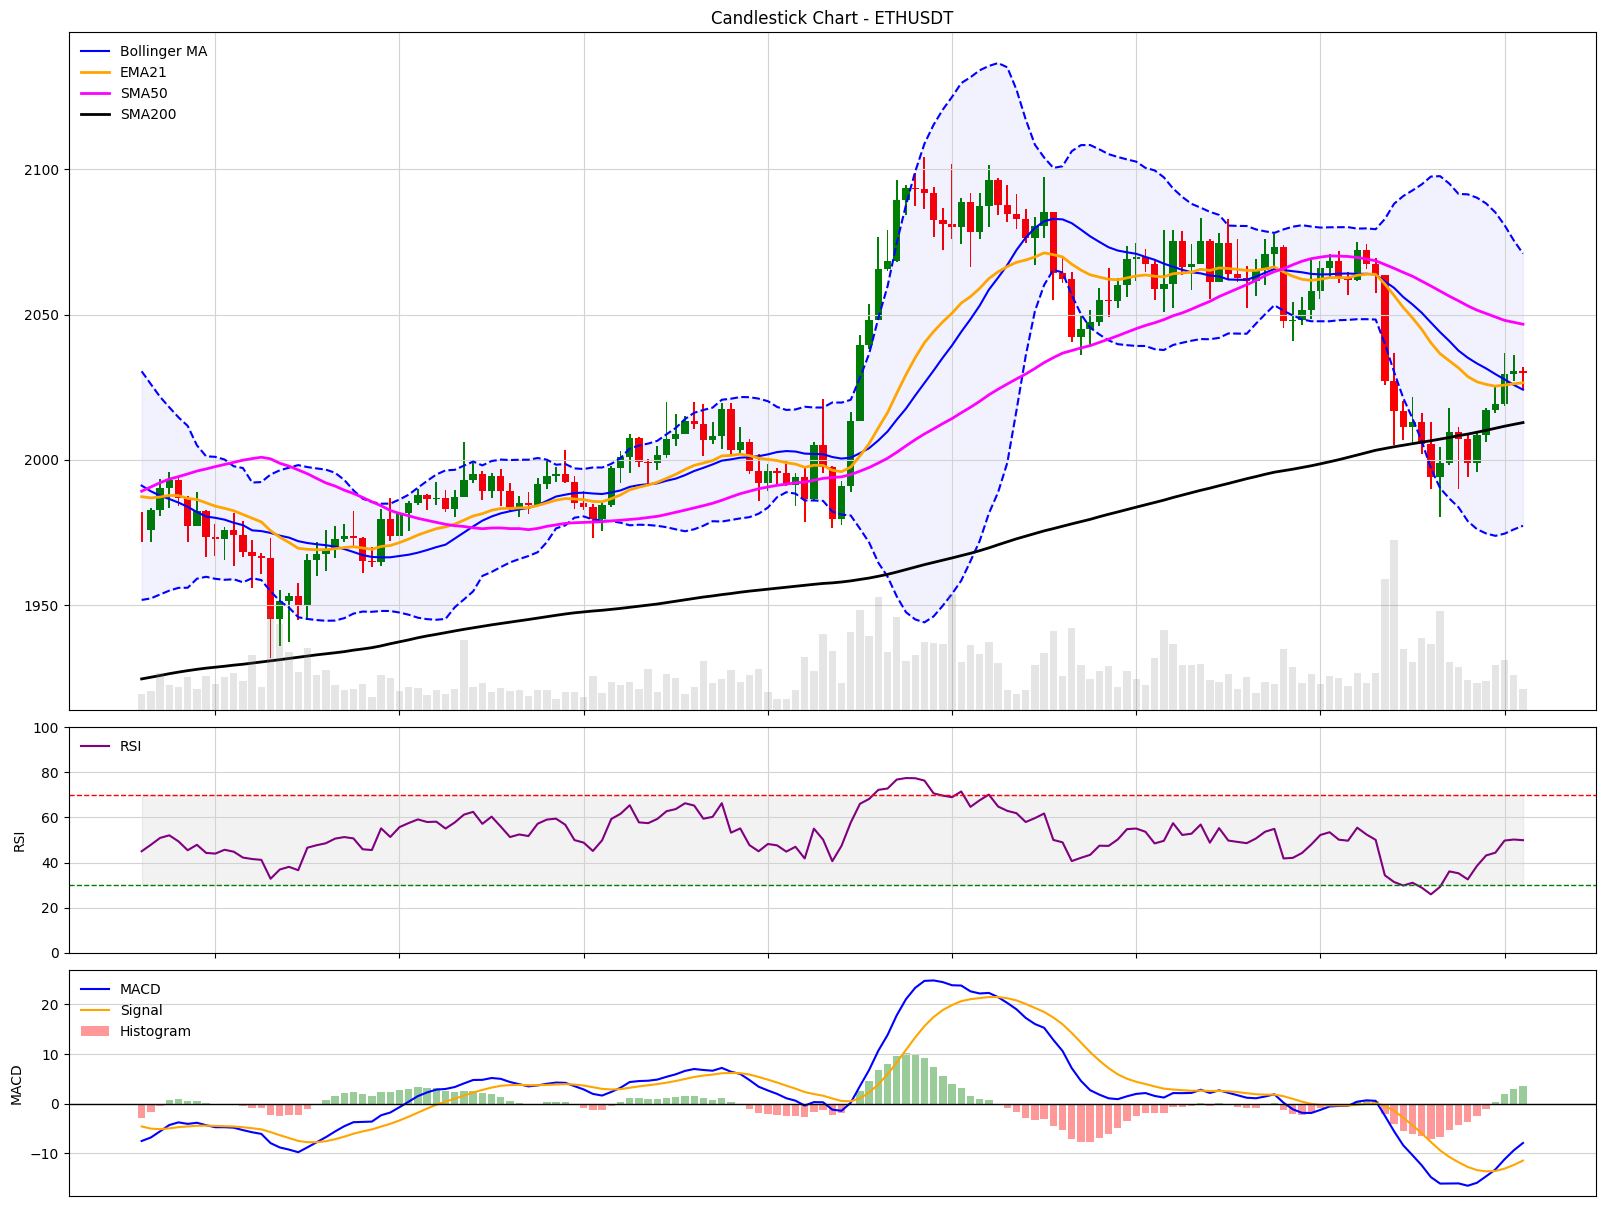 Candlestick Chart - ETHUSDT
Bollinger MA
EMA21
SMA50
SMA200
2100
2050
2000
1950
100
80
60
40
20
0
RSI
RSI
20
10
0
−10
MACD
MACD
Signal
Histogram